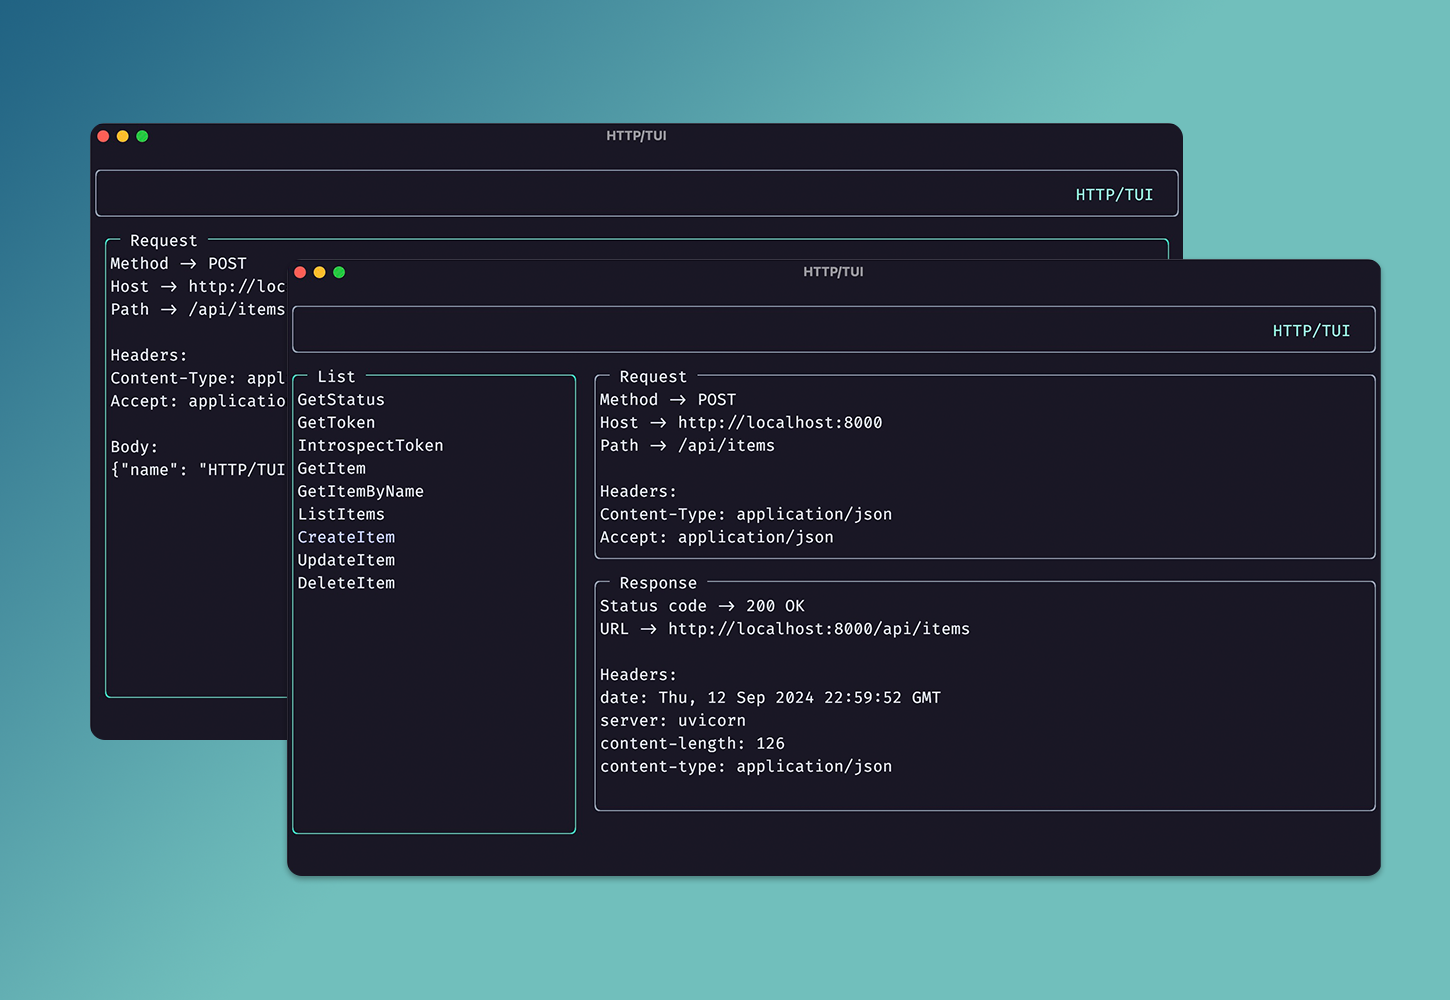 HTTP/TUI
HTTP/TUI
Request
Method → POST
Host → http://loc
Path → /api/items
Headers:
Content-Type: appl
Accept: applicatio
Body:
{"name": "HTTP/TUI
HTTP/TUI
HTTP/TUI
List
GetStatus
GetToken
IntrospectToken
GetItem
GetItemByName
ListItems
CreateItem
UpdateItem
DeleteItem
Request
Method → POST
Host → http://localhost:8000
Path → /api/items
Headers:
Content-Type: application/json
Accept: application/json
Response
Status code → 200 OK
URL → http://localhost:8000/api/items
Headers:
date: Thu, 12 Sep 2024 22:59:52 GMT
server: uvicorn
content-length: 126
content-type: application/json